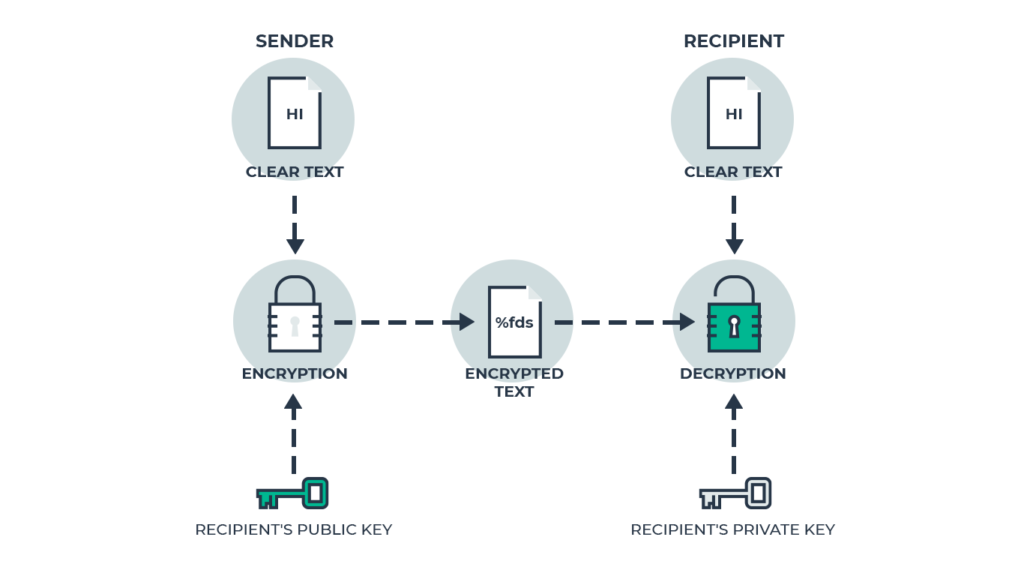 SENDER
RECIPIENT
HI
HI
CLEAR TEXT
CLEAR TEXT
%fds
ENCRYPTION
ENCRYPTED
TEXT
DECRYPTION
RECIPIENT'S PUBLIC KEY
RECIPIENT'S PRIVATE KEY